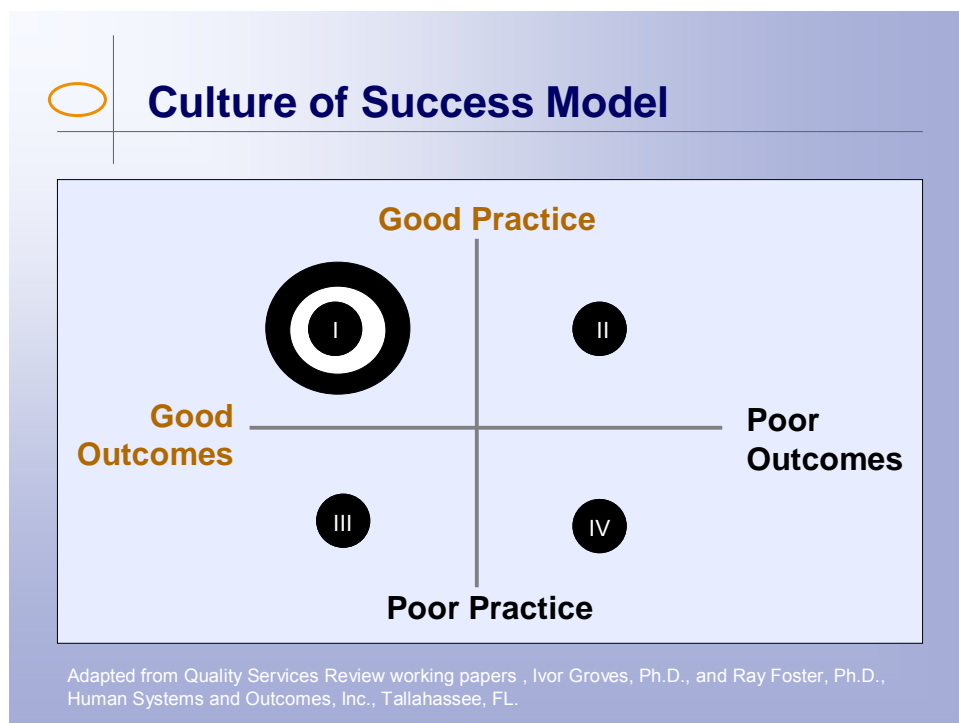 Culture of Success Model
Good Practice
I
II
Good
Outcomes
Poor
Outcomes
III
IV
Poor Practice
Adapted from Quality Services Review working papers , Ivor Groves, Ph.D., and Ray Foster, Ph.D.,
Human Systems and Outcomes, Inc., Tallahassee, FL.